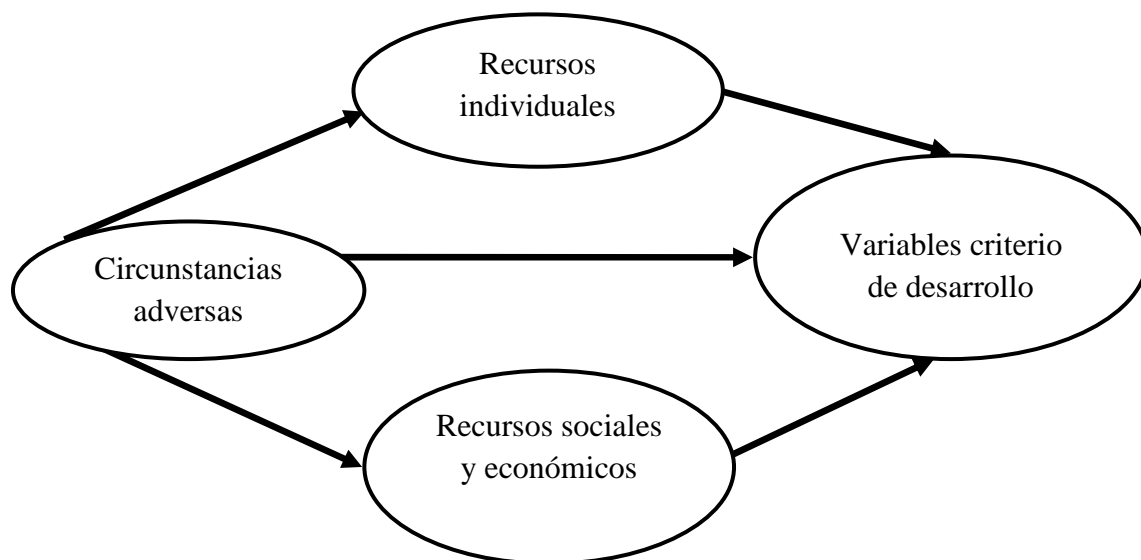 Recursos
individuales
Circunstancias
adversas
Variables criterio
de desarrollo
Recursos sociales
y económicos